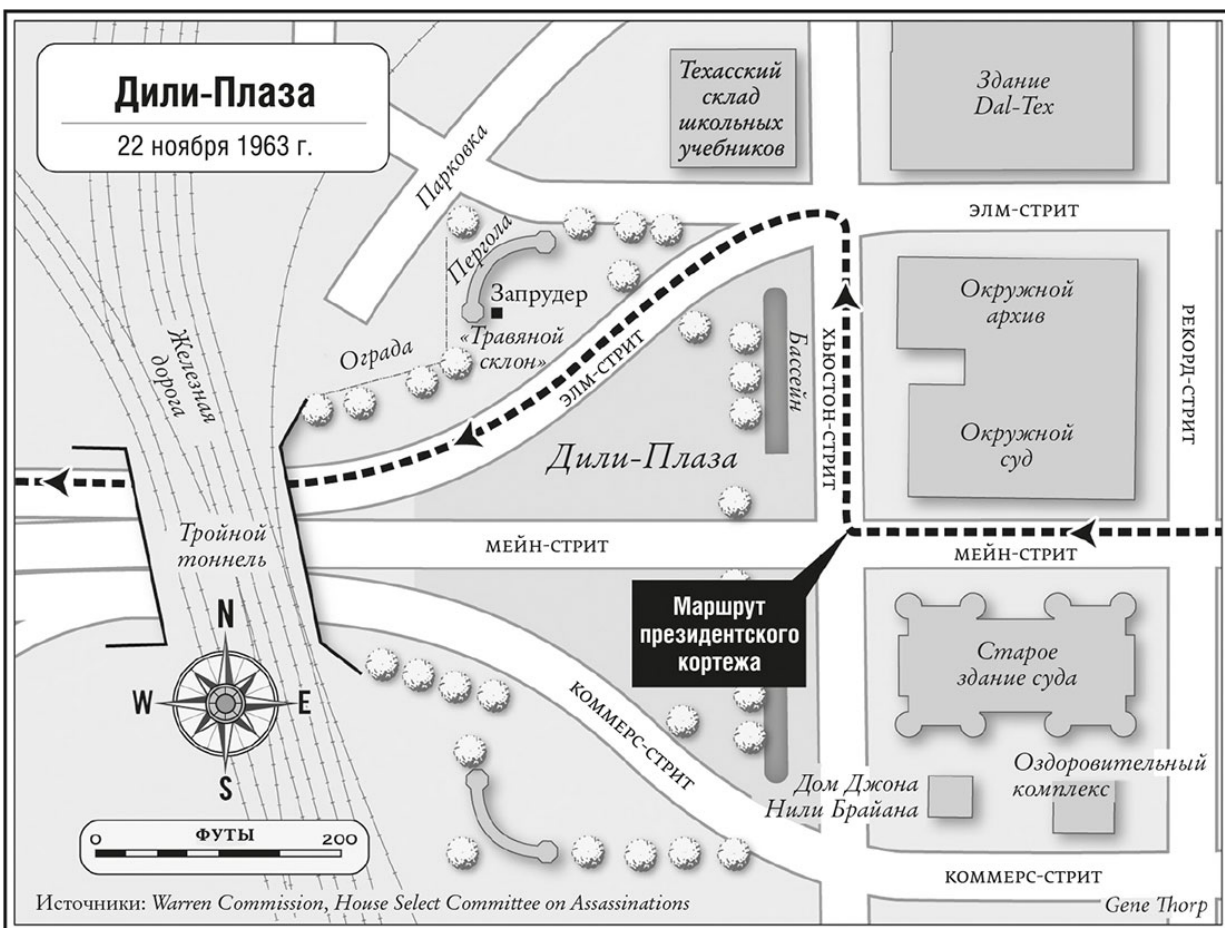 Дили-Плаза
22 ноября 1963 г.
Парковка
Техасский
склад
школьных
учебников
Здание
Dal-Tex
ЭЛМ-СТРИТ
Пергола
Запрудер
«Травяной
склон»
Ограда
Железная
дорога
ЭЛМ-СТРИТ
Бассейн
ХЬЮСТОН-СТРИТ
Окружной
архив
Окружной
суд
РЕКОРД-СТРИТ
Дили-Плаза
Тройной
тоннель
МЕЙН-СТРИТ
МЕЙН-СТРИТ
Маршрут
президентского
кортежа
Старое
здание суда
N
W
E
S
КОММЕРС-СТРИТ
Дом Джона
Нили Брайана
Оздоровительный
комплекс
ФУТЫ
0
200
КОММЕРС-СТРИТ
Источники: Warren Commission, House Select Committee on Assassinations
Gene Thorp